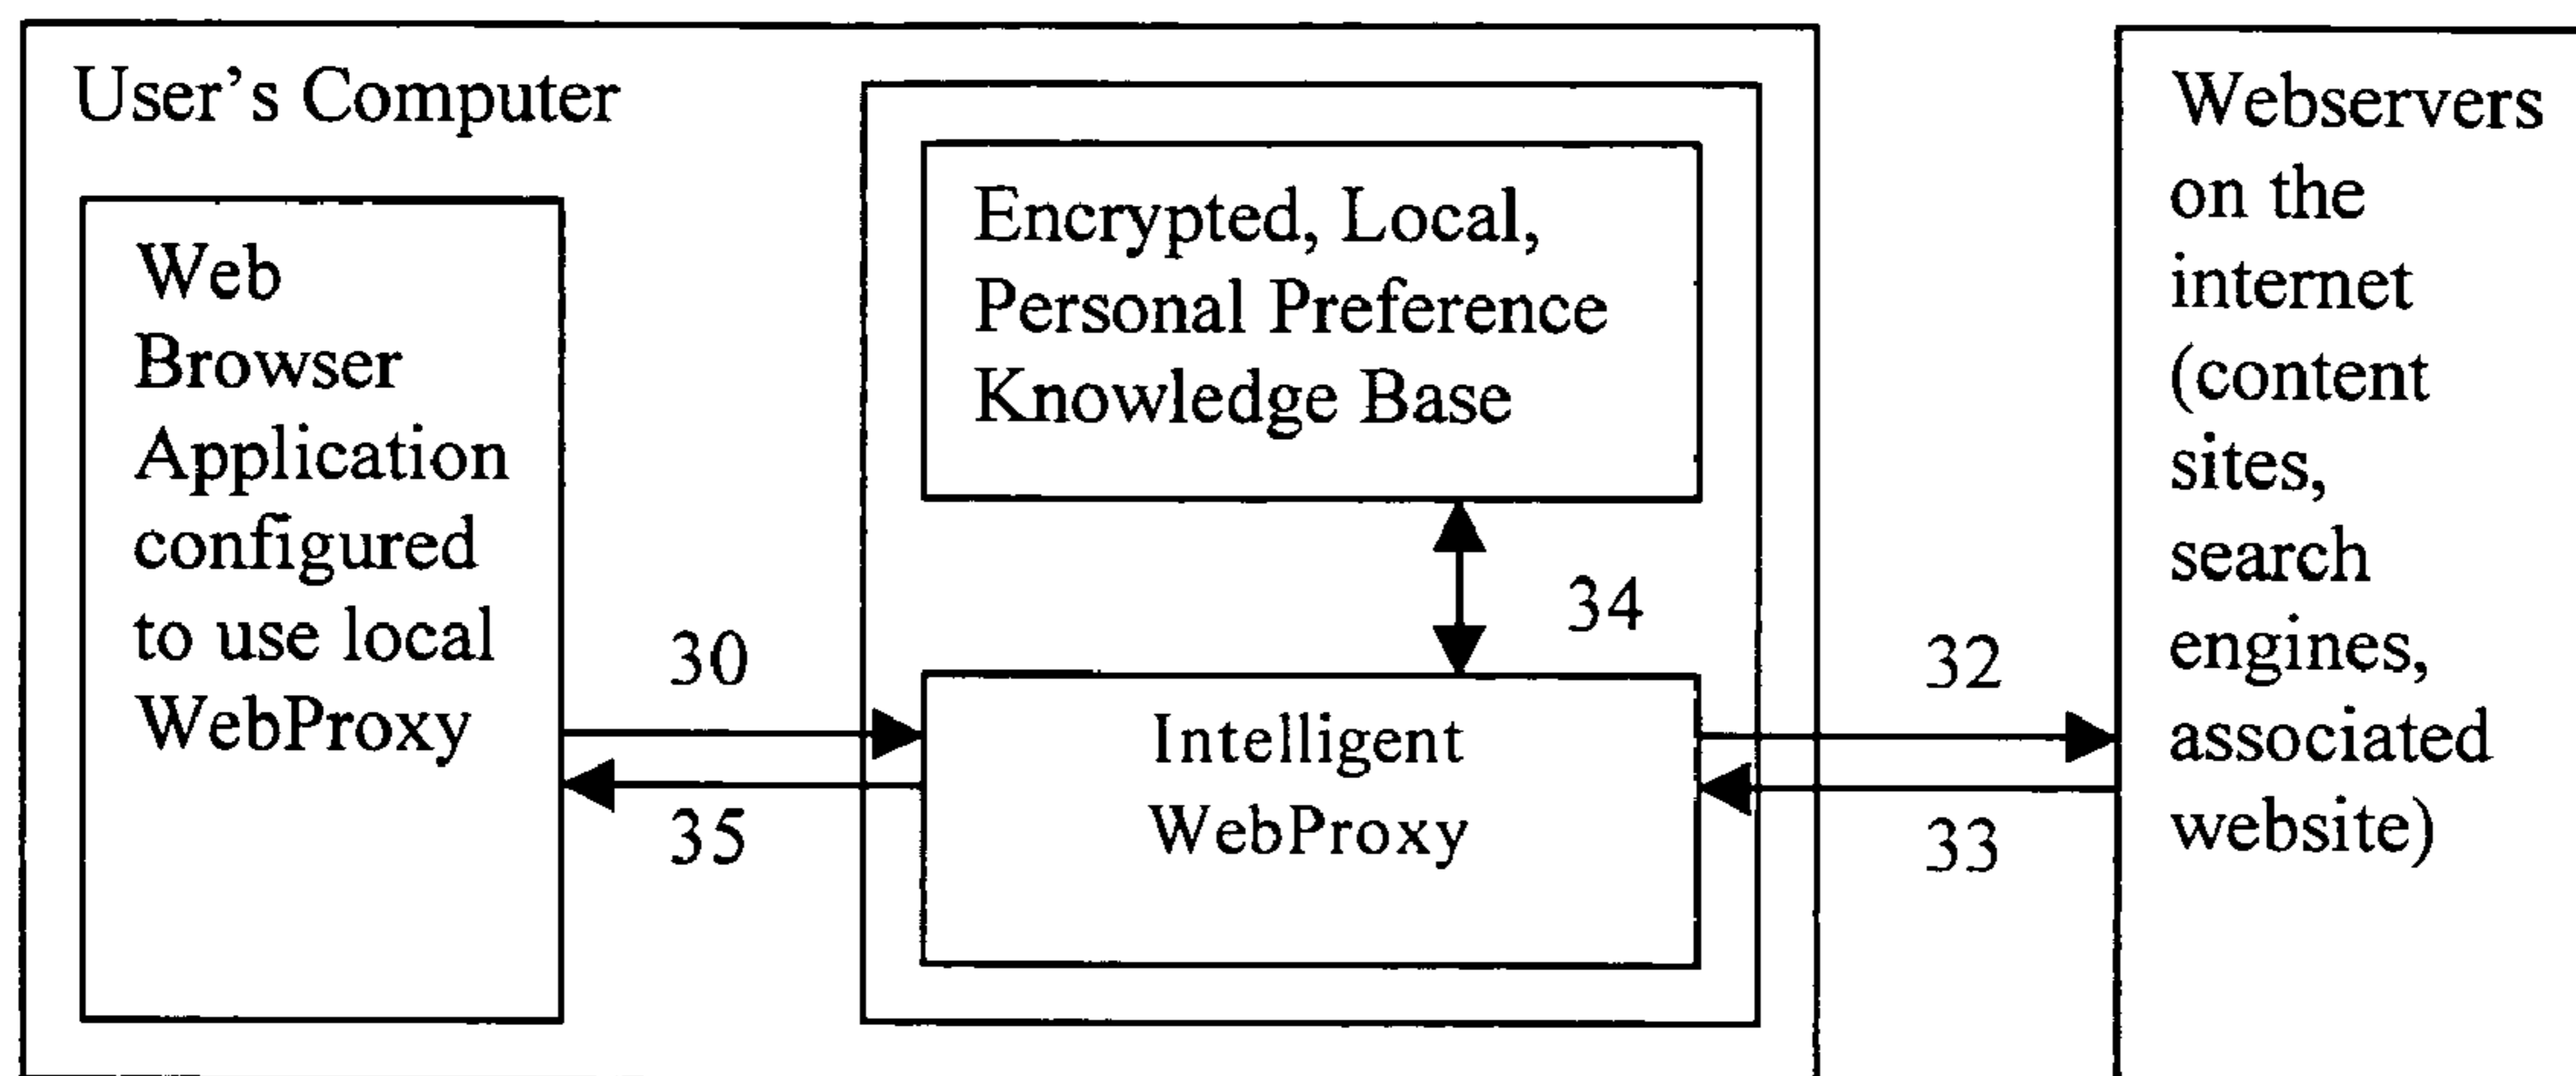 User's Computer
Web
Browser
Application
configured
to use local
WebProxy
30
35
Encrypted, Local,
Personal Preference
Knowledge Base
34
Intelligent
WebProxy
32
33
Webservers
on the
internet
(content
sites,
search
engines,
associated
website)